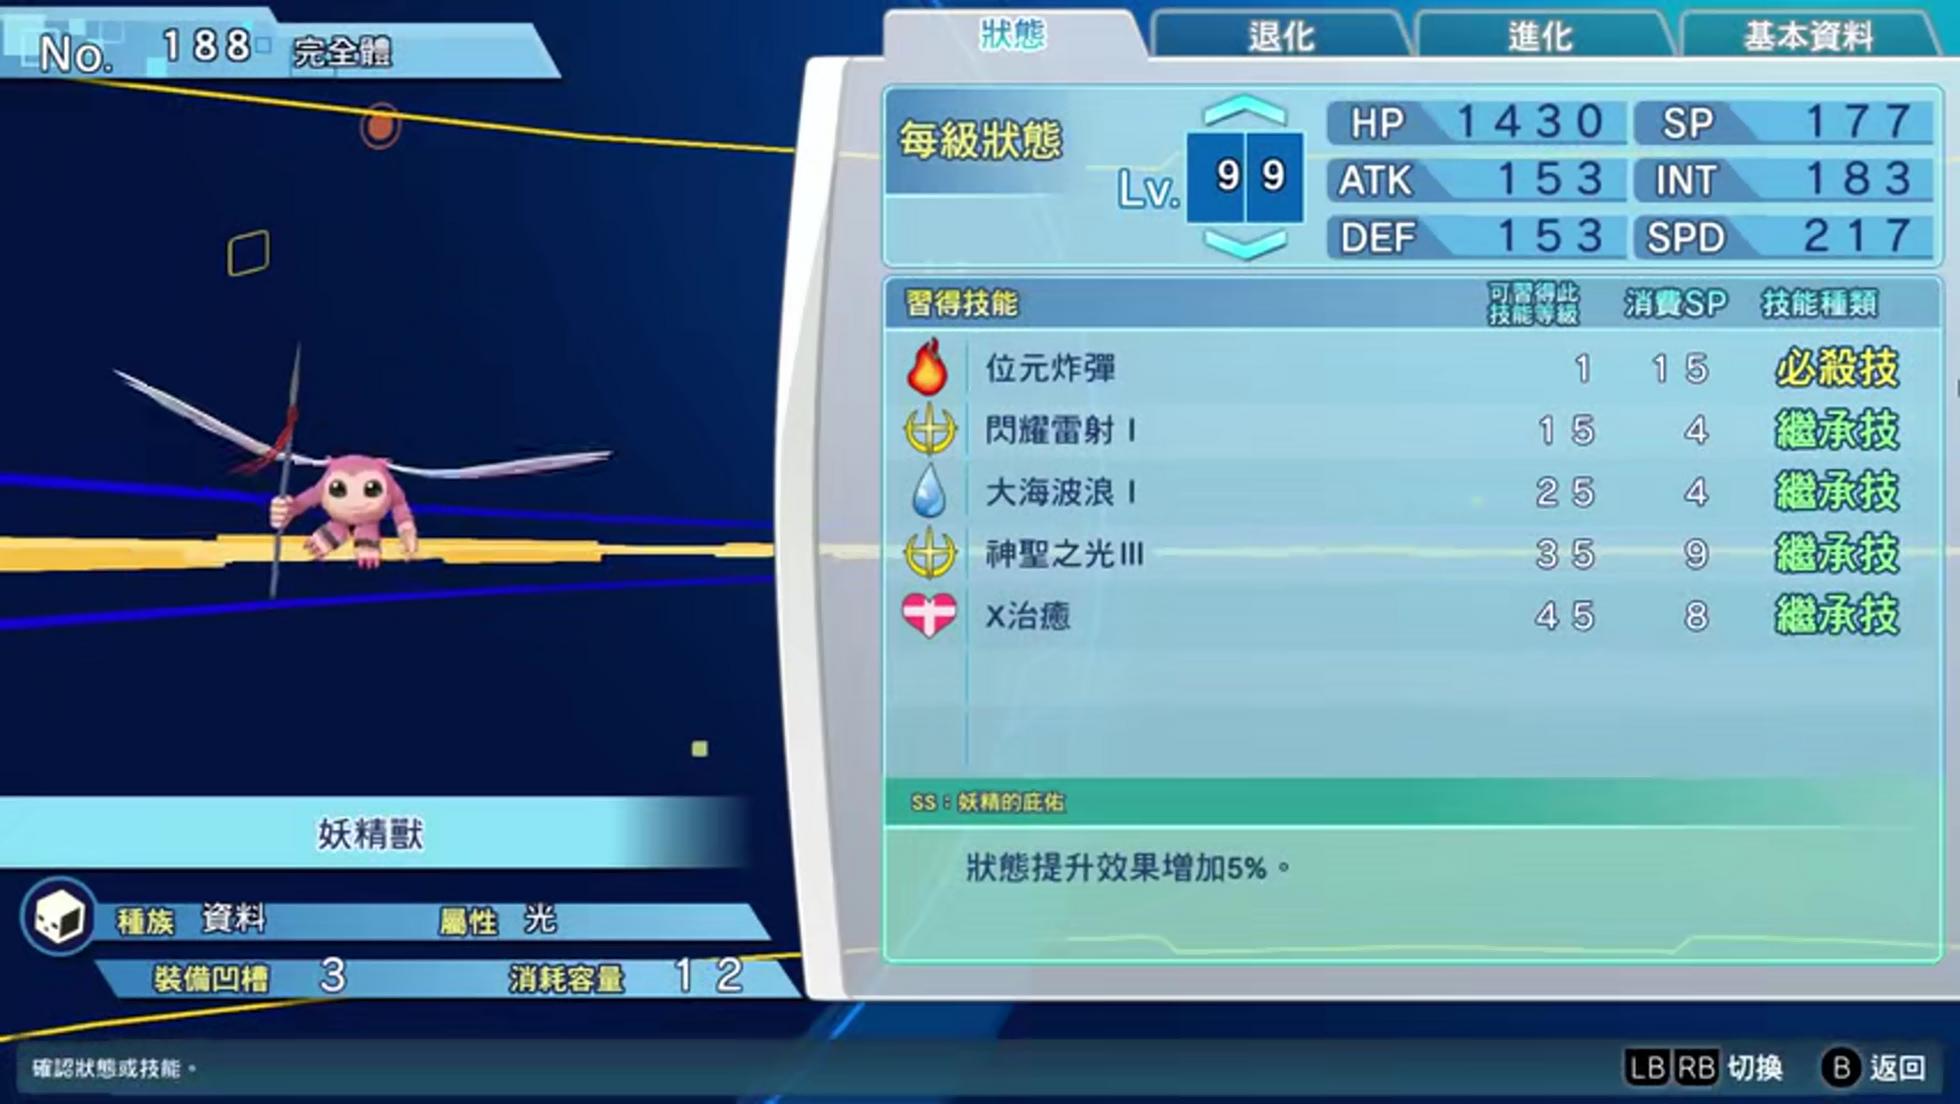 No. 188 完全體
狀態 退化 進化 基本資料
每級狀態
Lv. 99
HP 1430 SP 177
ATK 153 INT 183
DEF 153 SPD 217
習得技能 可習得此技能等級 消費SP 技能種類
位元炸彈 1 15 必殺技
閃耀雷射 I 15 4 繼承技
大海波浪 I 25 4 繼承技
神聖之光III 35 9 繼承技
X治癒 45 8 繼承技
SS：妖精的庇佑
狀態提升效果增加5%。
妖精獸
種族 資料 屬性 光
裝備凹槽 3 消耗容量 12
確認狀態或技能。
LB RB 切換 B 返回